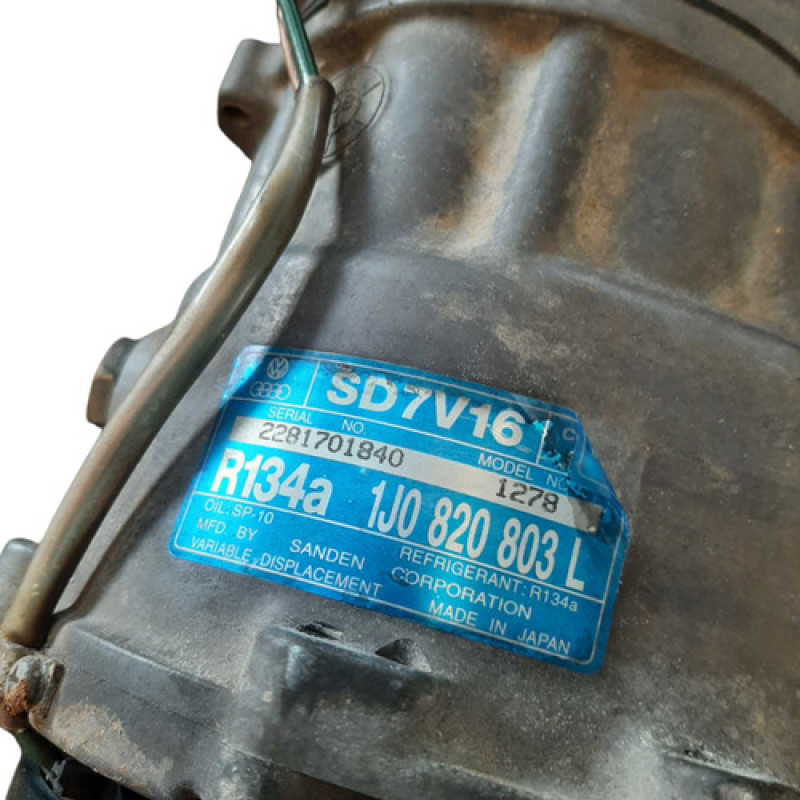 SD7V16
SERIAL NO.
2281701840
MODEL NO
1278
R134a 1J0 820 803 L
OIL: SP-10 REFRIGERANT: R134a
MFD. BY SANDEN CORPORATION
VARIABLE DISPLACEMENT MADE IN JAPAN